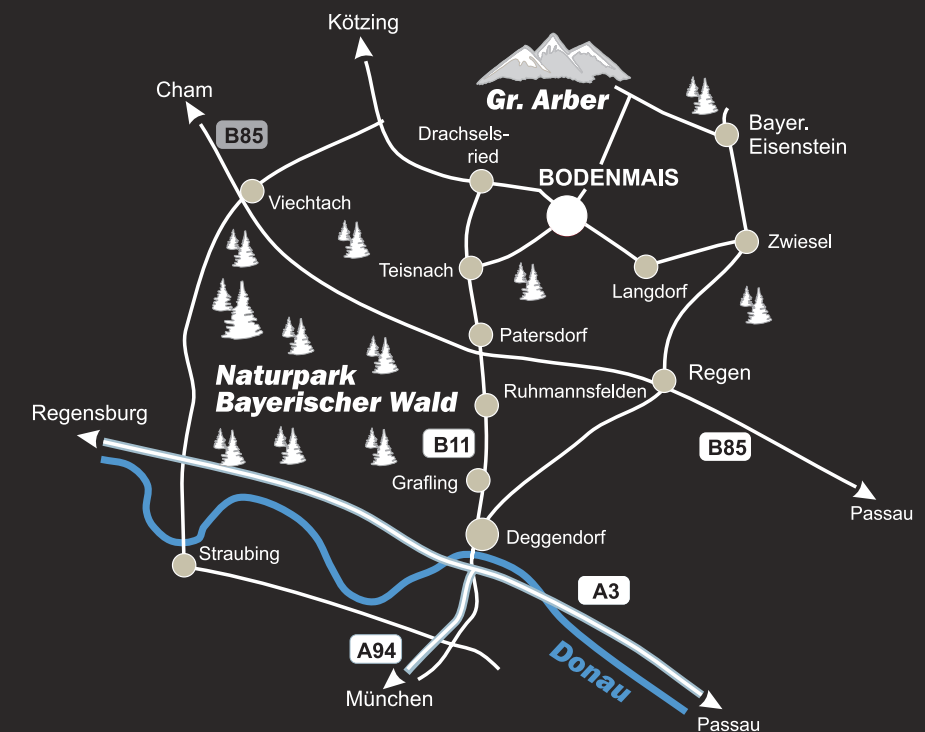 Kötzing
Cham
Gr. Arber
B85
Drachsels-
ried
Bayer.
Eisenstein
BODENMAIS
Viechtach
Zwiesel
Teisnach
Langdorf
Patersdorf
Naturpark
Bayerischer Wald
Regen
Ruhmannsfelden
Regensburg
B11
B85
Grafling
Passau
Deggendorf
Straubing
A3
A94
Donau
München
Passau